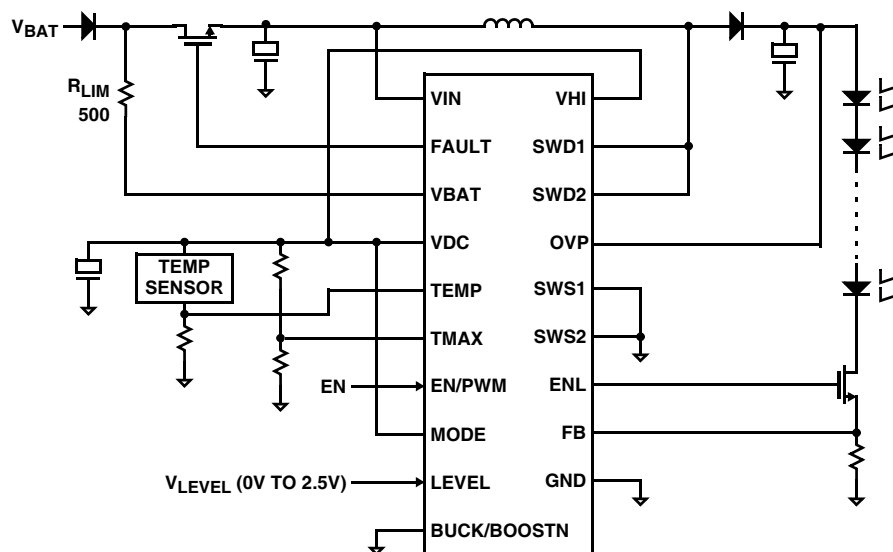 VBAT
RLIM
500
VIN
VHI
FAULT
SWD1
VBAT
SWD2
VDC
OVP
TEMP
SENSOR
TEMP
SWS1
TMAX
SWS2
EN
EN/PWM
ENL
MODE
FB
VLEVEL (0V TO 2.5V)
LEVEL
GND
BUCK/BOOSTN